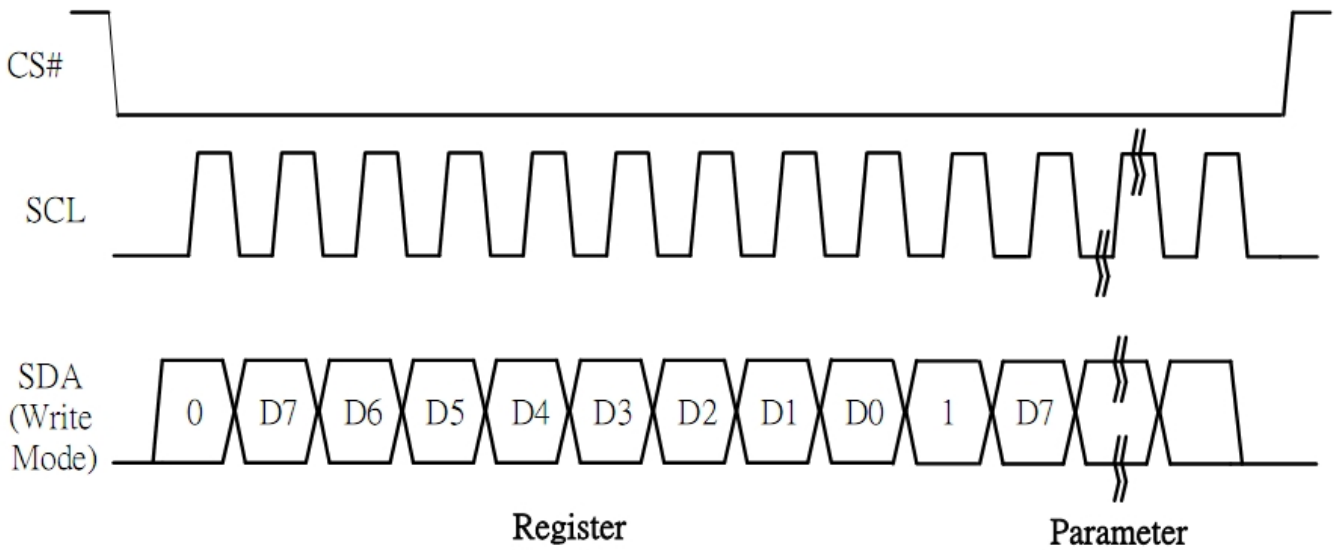 CS#
SCL
SDA
(Write
Mode)
0 D7 D6 D5 D4 D3 D2 D1 D0 1 D7
Register Parameter